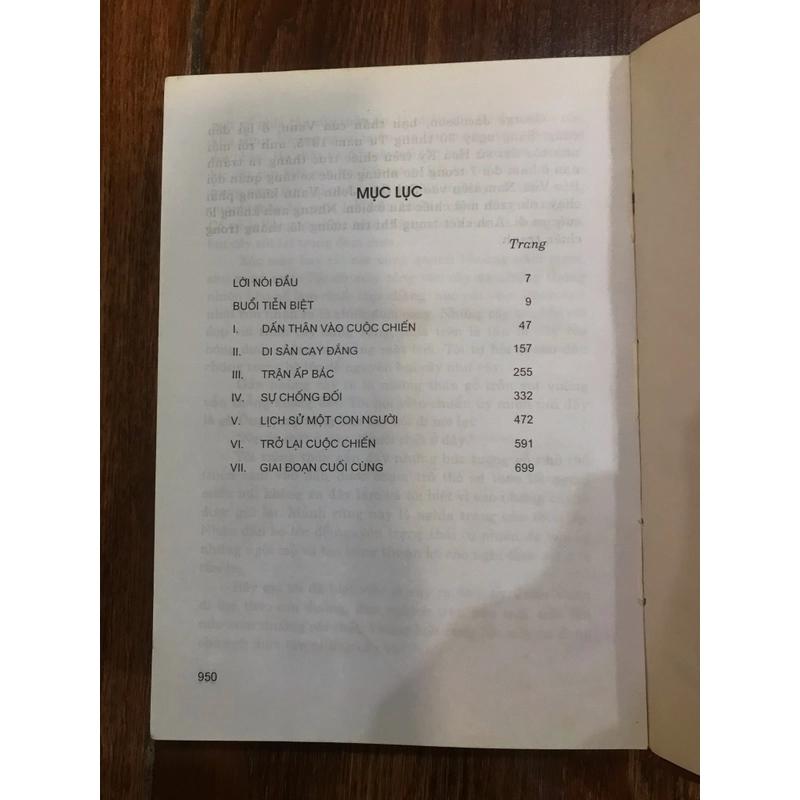 MỤC LỤC
Trang
LỜI NÓI ĐẦU 7
BUỔI TIỄN BIỆT 9
I. DẤN THÂN VÀO CUỘC CHIẾN 47
II. DI SẢN CAY ĐẮNG 157
III. TRẬN ẤP BẮC 255
IV. SỰ CHỐNG ĐỐI 332
V. LỊCH SỬ MỘT CON NGƯỜI 472
VI. TRỞ LẠI CUỘC CHIẾN 591
VII. GIAI ĐOẠN CUỐI CÙNG 699
950